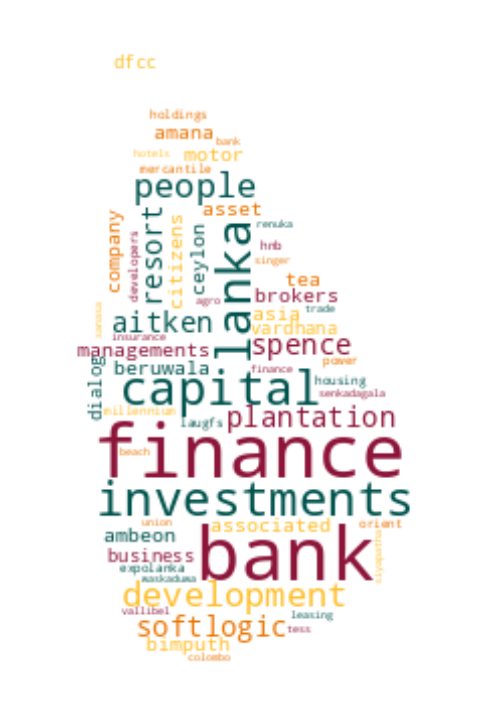 dfcc
holdings
amana
bank
hotels
motor
mercantile
people
asset
company
developers
resort
citizens
ceylon
lanka
renuka
hnb
singer
tea
agro
brokers
sanasa
aitken
asia
trade
vardhana
insurance
managements
spence
dialog
beruwala
finance
power
capital
housing
senkadagala
millennium
laugfs
plantation
finance
beach
investments
union
associated
orient
ambeon
bank
siyapatha
business
expolanka
waskaduwa
development
vallibel
leasing
softlogic
tess
bimputh
colombo